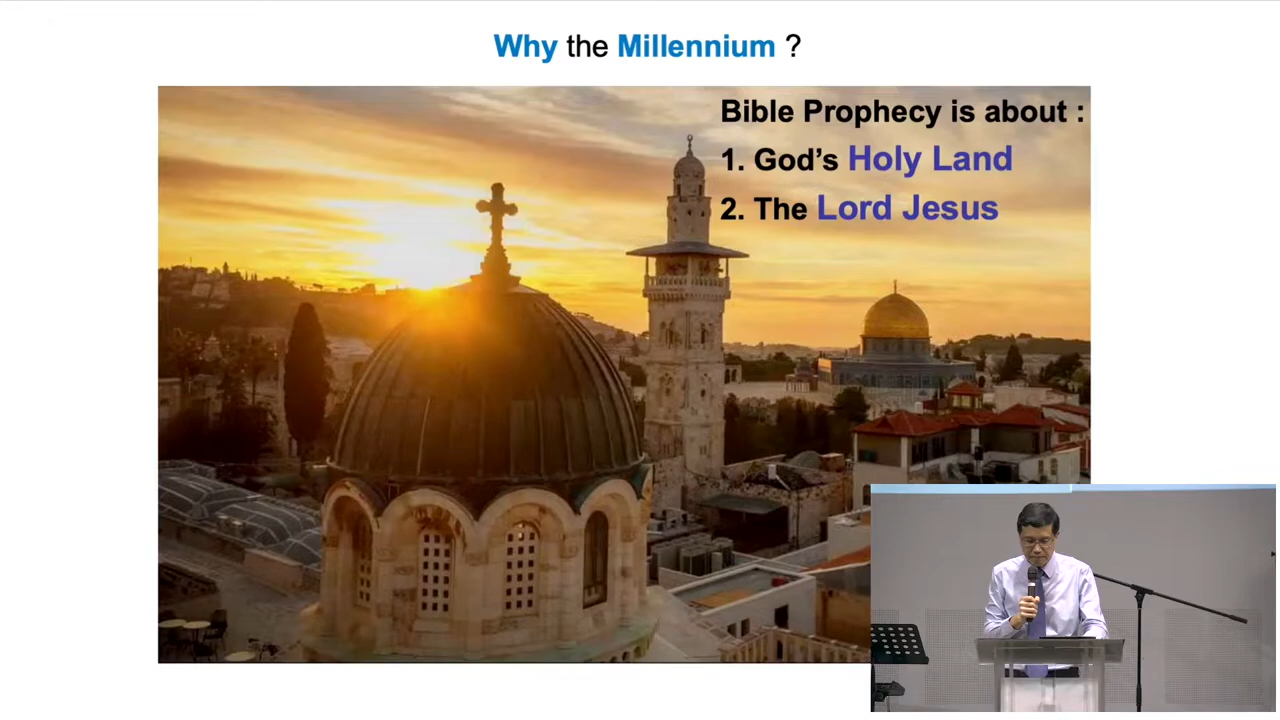 Why the Millennium ?
Bible Prophecy is about :
1. God's Holy Land
2. The Lord Jesus